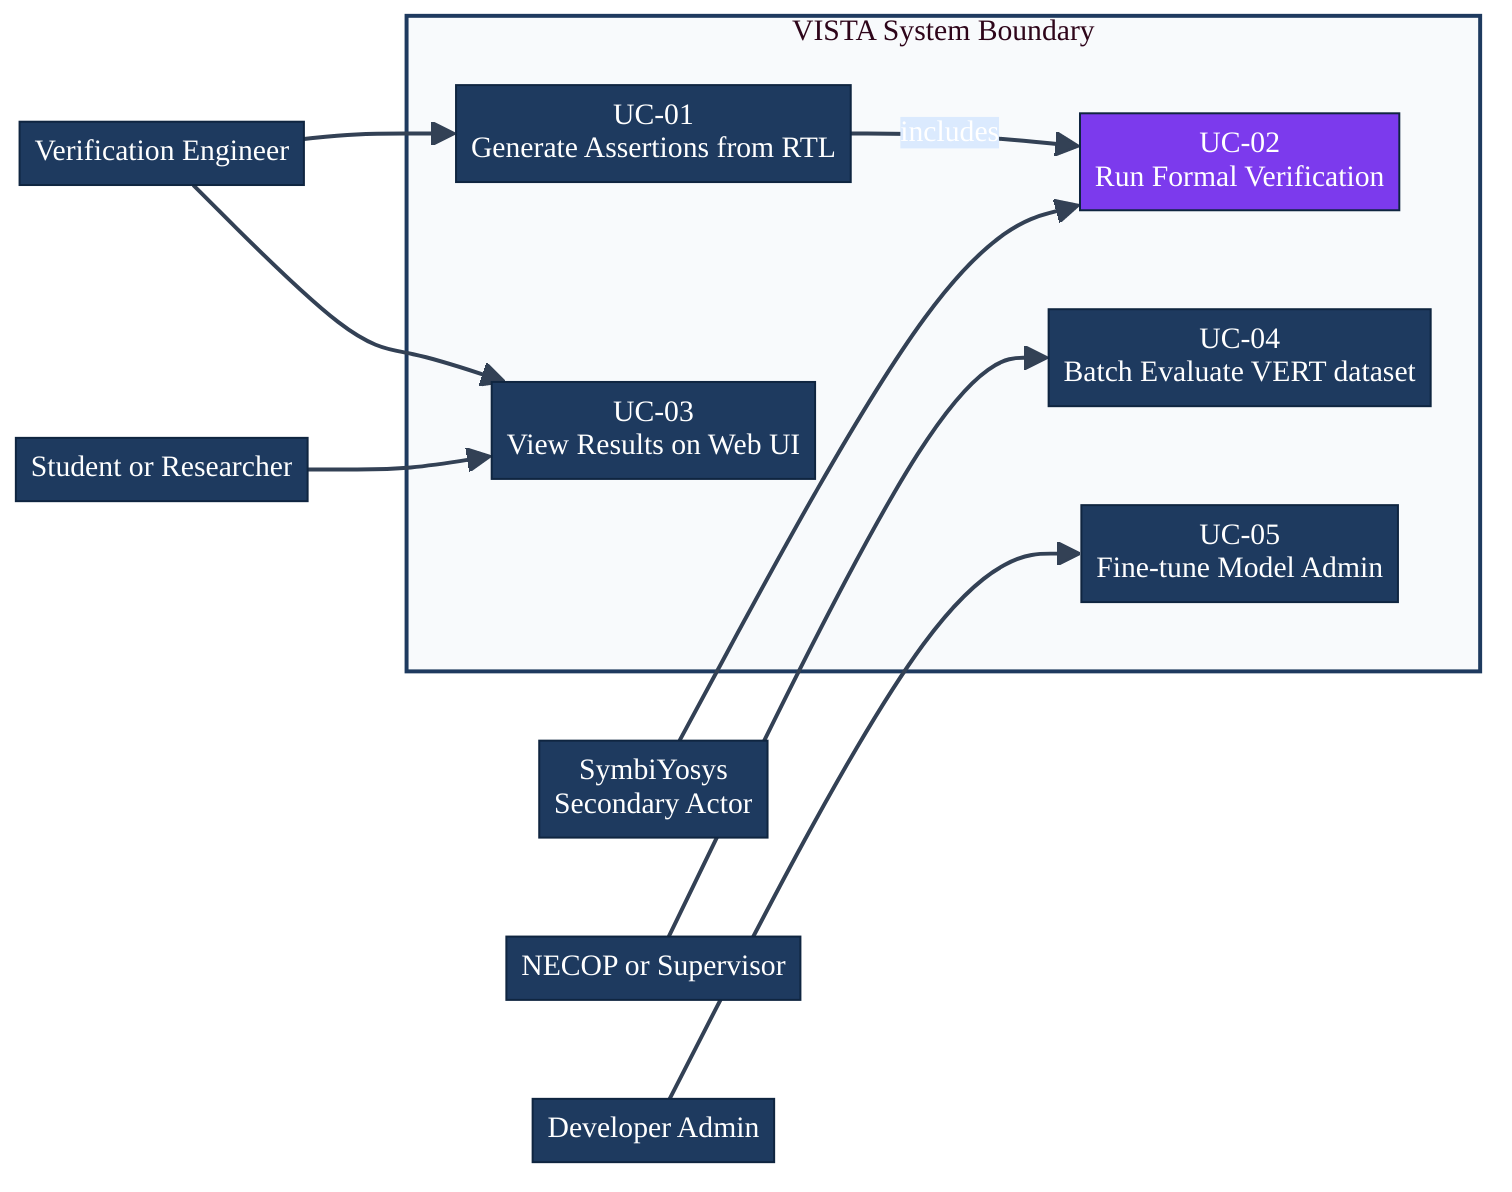 VISTA System Boundary
Verification Engineer
UC-01
Generate Assertions from RTL
includes
UC-02
Run Formal Verification
UC-04
Batch Evaluate VERT dataset
UC-03
View Results on Web UI
Student or Researcher
UC-05
Fine-tune Model Admin
SymbiYosys
Secondary Actor
NECOP or Supervisor
Developer Admin